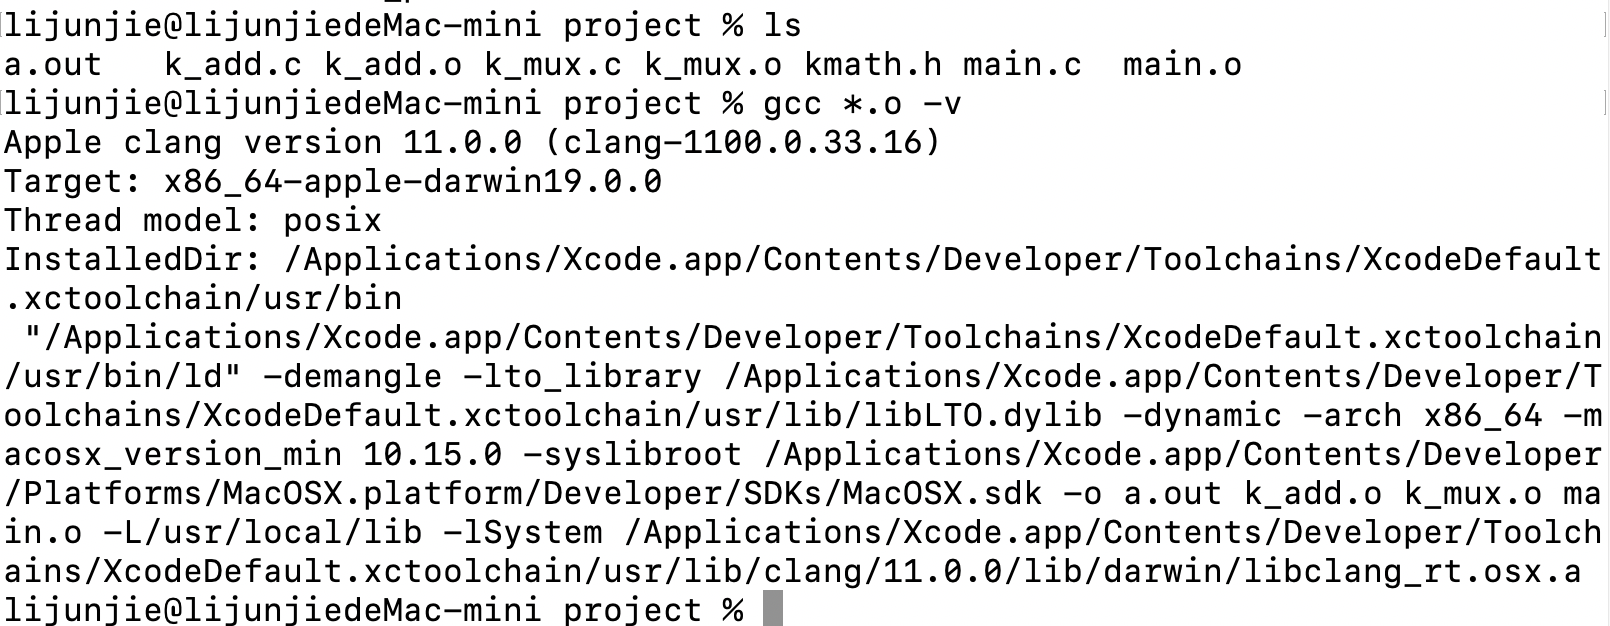 lijunjie@lijunjiedeMac-mini project % ls
a.out   k_add.c k_add.o k_mux.c k_mux.o kmath.h main.c  main.o
lijunjie@lijunjiedeMac-mini project % gcc *.o -v
Apple clang version 11.0.0 (clang-1100.0.33.16)
Target: x86_64-apple-darwin19.0.0
Thread model: posix
InstalledDir: /Applications/Xcode.app/Contents/Developer/Toolchains/XcodeDefault
.xctoolchain/usr/bin
 "/Applications/Xcode.app/Contents/Developer/Toolchains/XcodeDefault.xctoolchain
/usr/bin/ld" -demangle -lto_library /Applications/Xcode.app/Contents/Developer/T
oolchains/XcodeDefault.xctoolchain/usr/lib/libLTO.dylib -dynamic -arch x86_64 -m
acosx_version_min 10.15.0 -syslibroot /Applications/Xcode.app/Contents/Developer
/Platforms/MacOSX.platform/Developer/SDKs/MacOSX.sdk -o a.out k_add.o k_mux.o ma
in.o -L/usr/local/lib -lSystem /Applications/Xcode.app/Contents/Developer/Toolch
ains/XcodeDefault.xctoolchain/usr/lib/clang/11.0.0/lib/darwin/libclang_rt.osx.a
lijunjie@lijunjiedeMac-mini project %